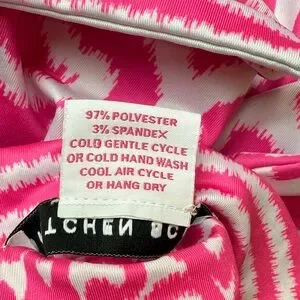 97% POLYESTER
3% SPANDEX
COLD GENTLE CYCLE
OR COLD HAND WASH
COOL AIR CYCLE
OR HANG DRY